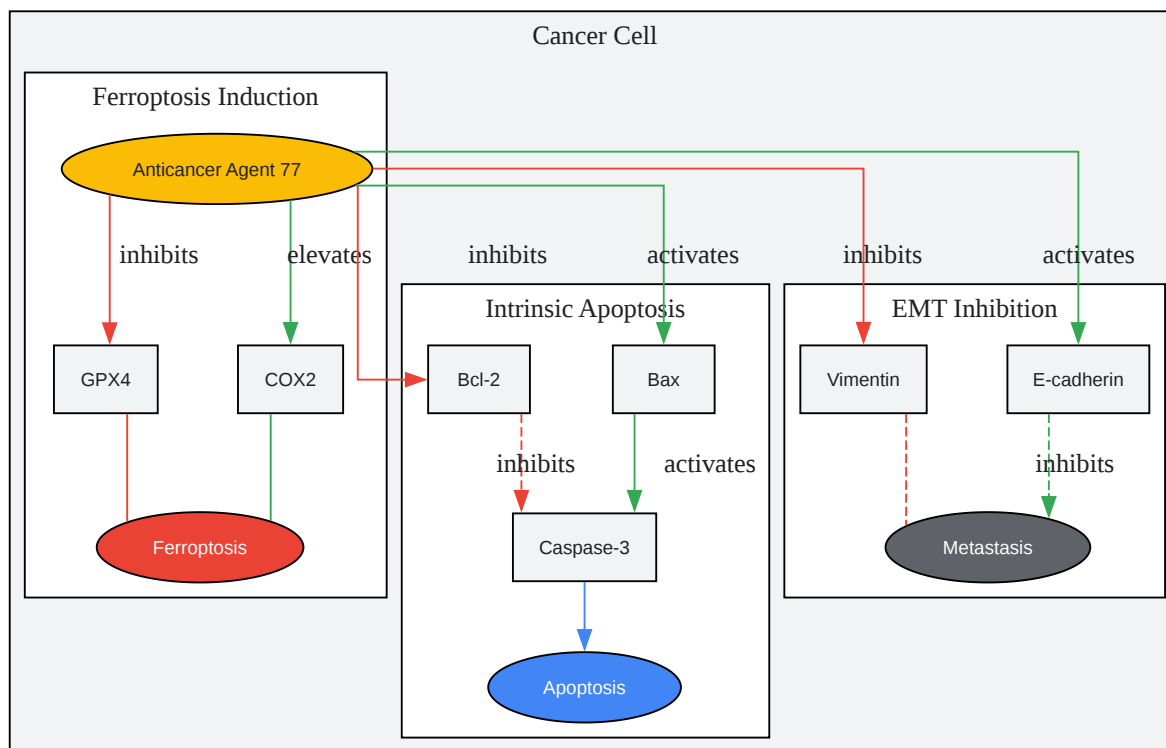 Cancer Cell
Ferroptosis Induction
Anticancer Agent 77
inhibits
elevates
inhibits
activates
inhibits
activates
Intrinsic Apoptosis
EMT Inhibition
GPX4
COX2
Bcl-2
Bax
Vimentin
E-cadherin
inhibits
activates
inhibits
Ferroptosis
Caspase-3
Metastasis
Apoptosis